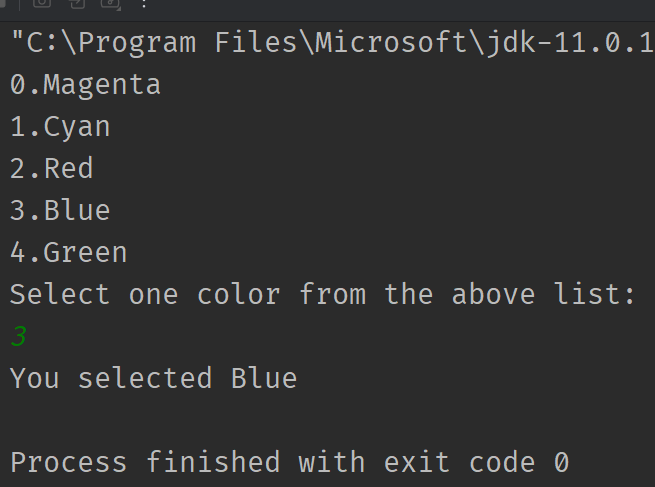 "C:\Program Files\Microsoft\jdk-11.0.1
0.Magenta
1.Cyan
2.Red
3.Blue
4.Green
Select one color from the above list:
3
You selected Blue
Process finished with exit code 0